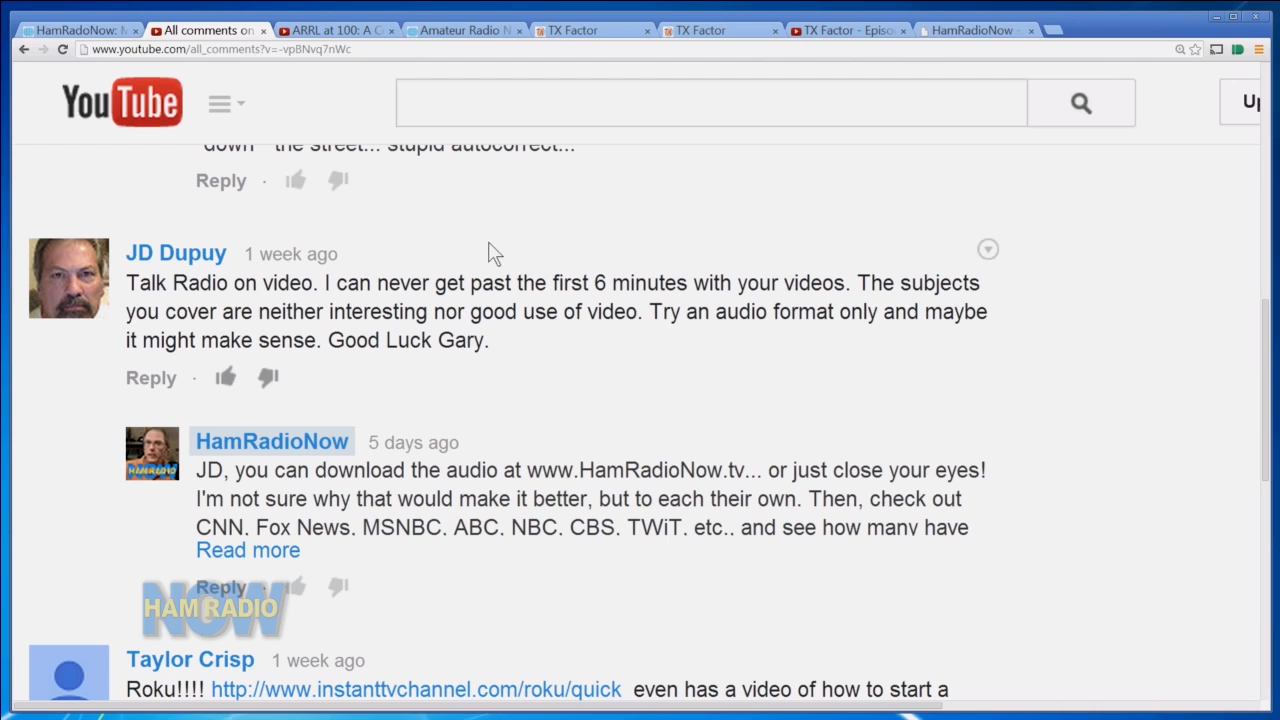 HamRadoNow: M
All comments on
ARRL at 100: A C
Amateur Radio N
TX Factor
TX Factor
TX Factor - Episo
HamRadioNow -
www.youtube.com/all_comments?v=-vpBNvq7nWc
YouTube
Up
"down" the street... stupid autocorrect...
Reply ·
JD Dupuy 1 week ago
Talk Radio on video. I can never get past the first 6 minutes with your videos. The subjects
you cover are neither interesting nor good use of video. Try an audio format only and maybe
it might make sense. Good Luck Gary.
Reply ·
HamRadioNow 5 days ago
JD, you can download the audio at www.HamRadioNow.tv... or just close your eyes!
I'm not sure why that would make it better, but to each their own. Then, check out
CNN, Fox News, MSNBC, ABC, NBC, CBS, TWiT, etc., and see how many have
Read more
Reply ·
HAM RADIO
NOW
Taylor Crisp 1 week ago
Roku!!!! http://www.instanttvchannel.com/roku/quick even has a video of how to start a